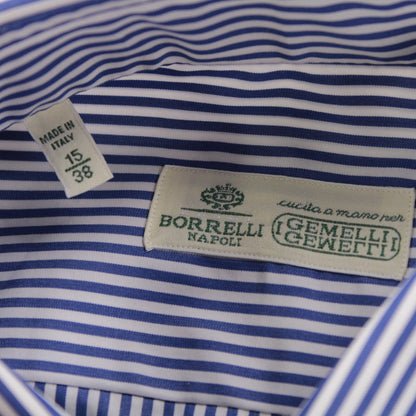 MADE IN
ITALY
15
38
BORRELLI
NAPOLI
cucita a mano per
I GEMELLI
I GEMELLI